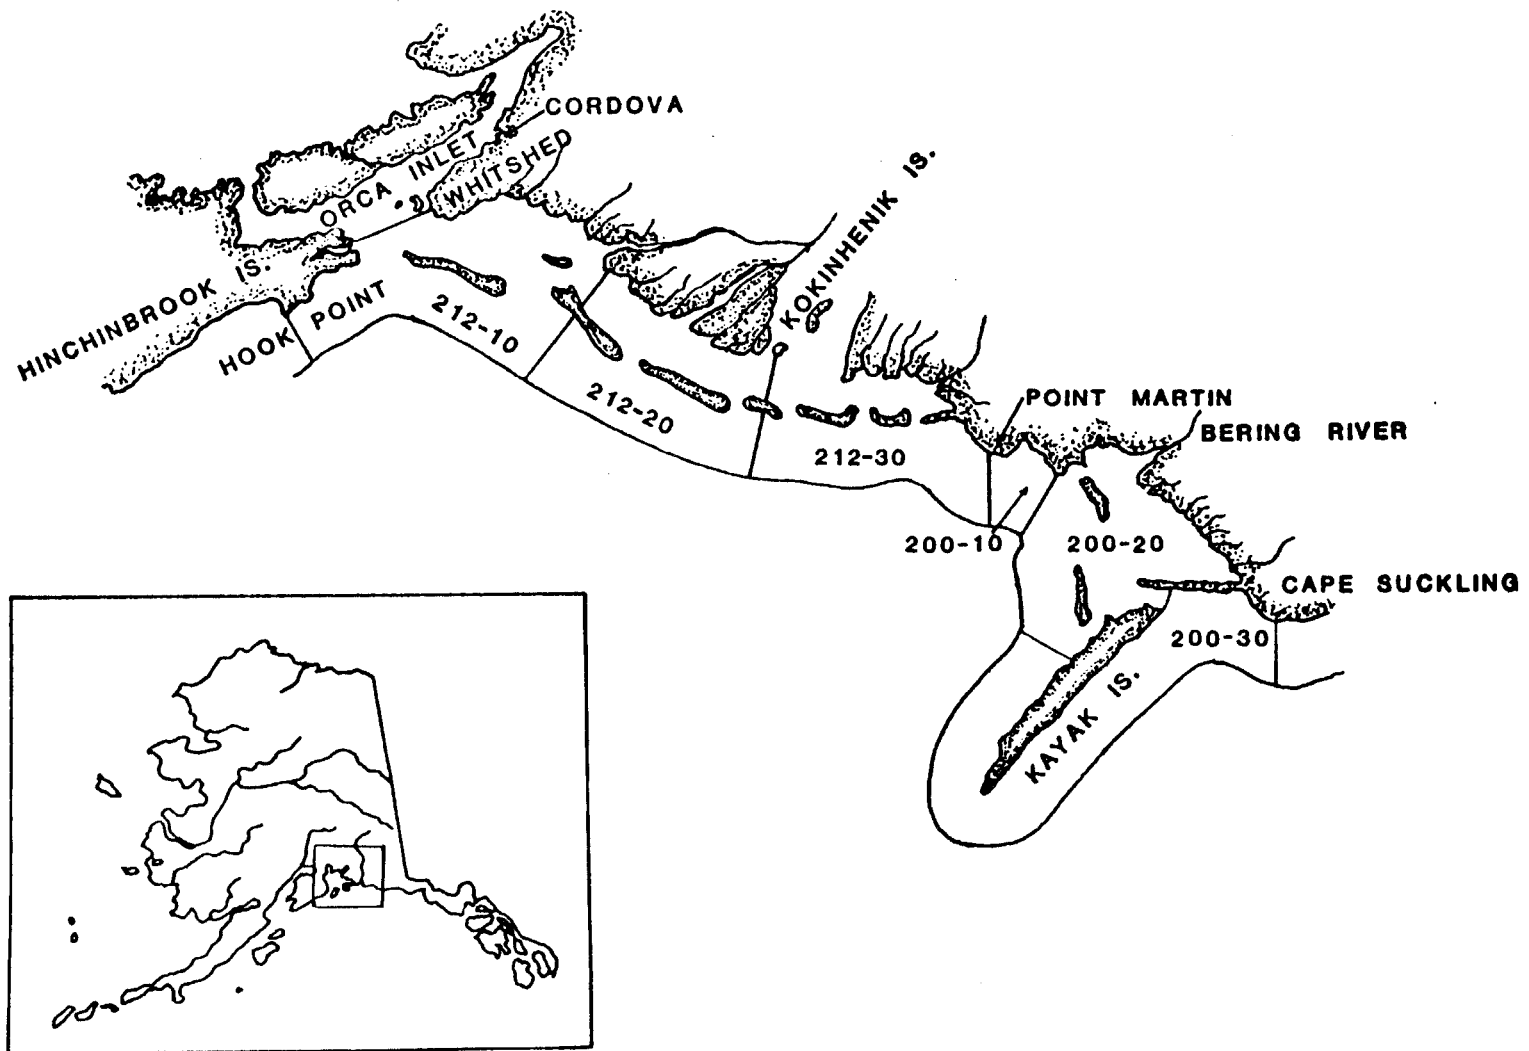 CORDOVA
ORCA INLET
WHITSHED
KOKINHENIK IS.
HINCHINBROOK IS.
HOOK POINT
212-10
212-20
212-30
POINT MARTIN
BERING RIVER
200-10
200-20
CAPE SUCKLING
200-30
KAYAK IS.